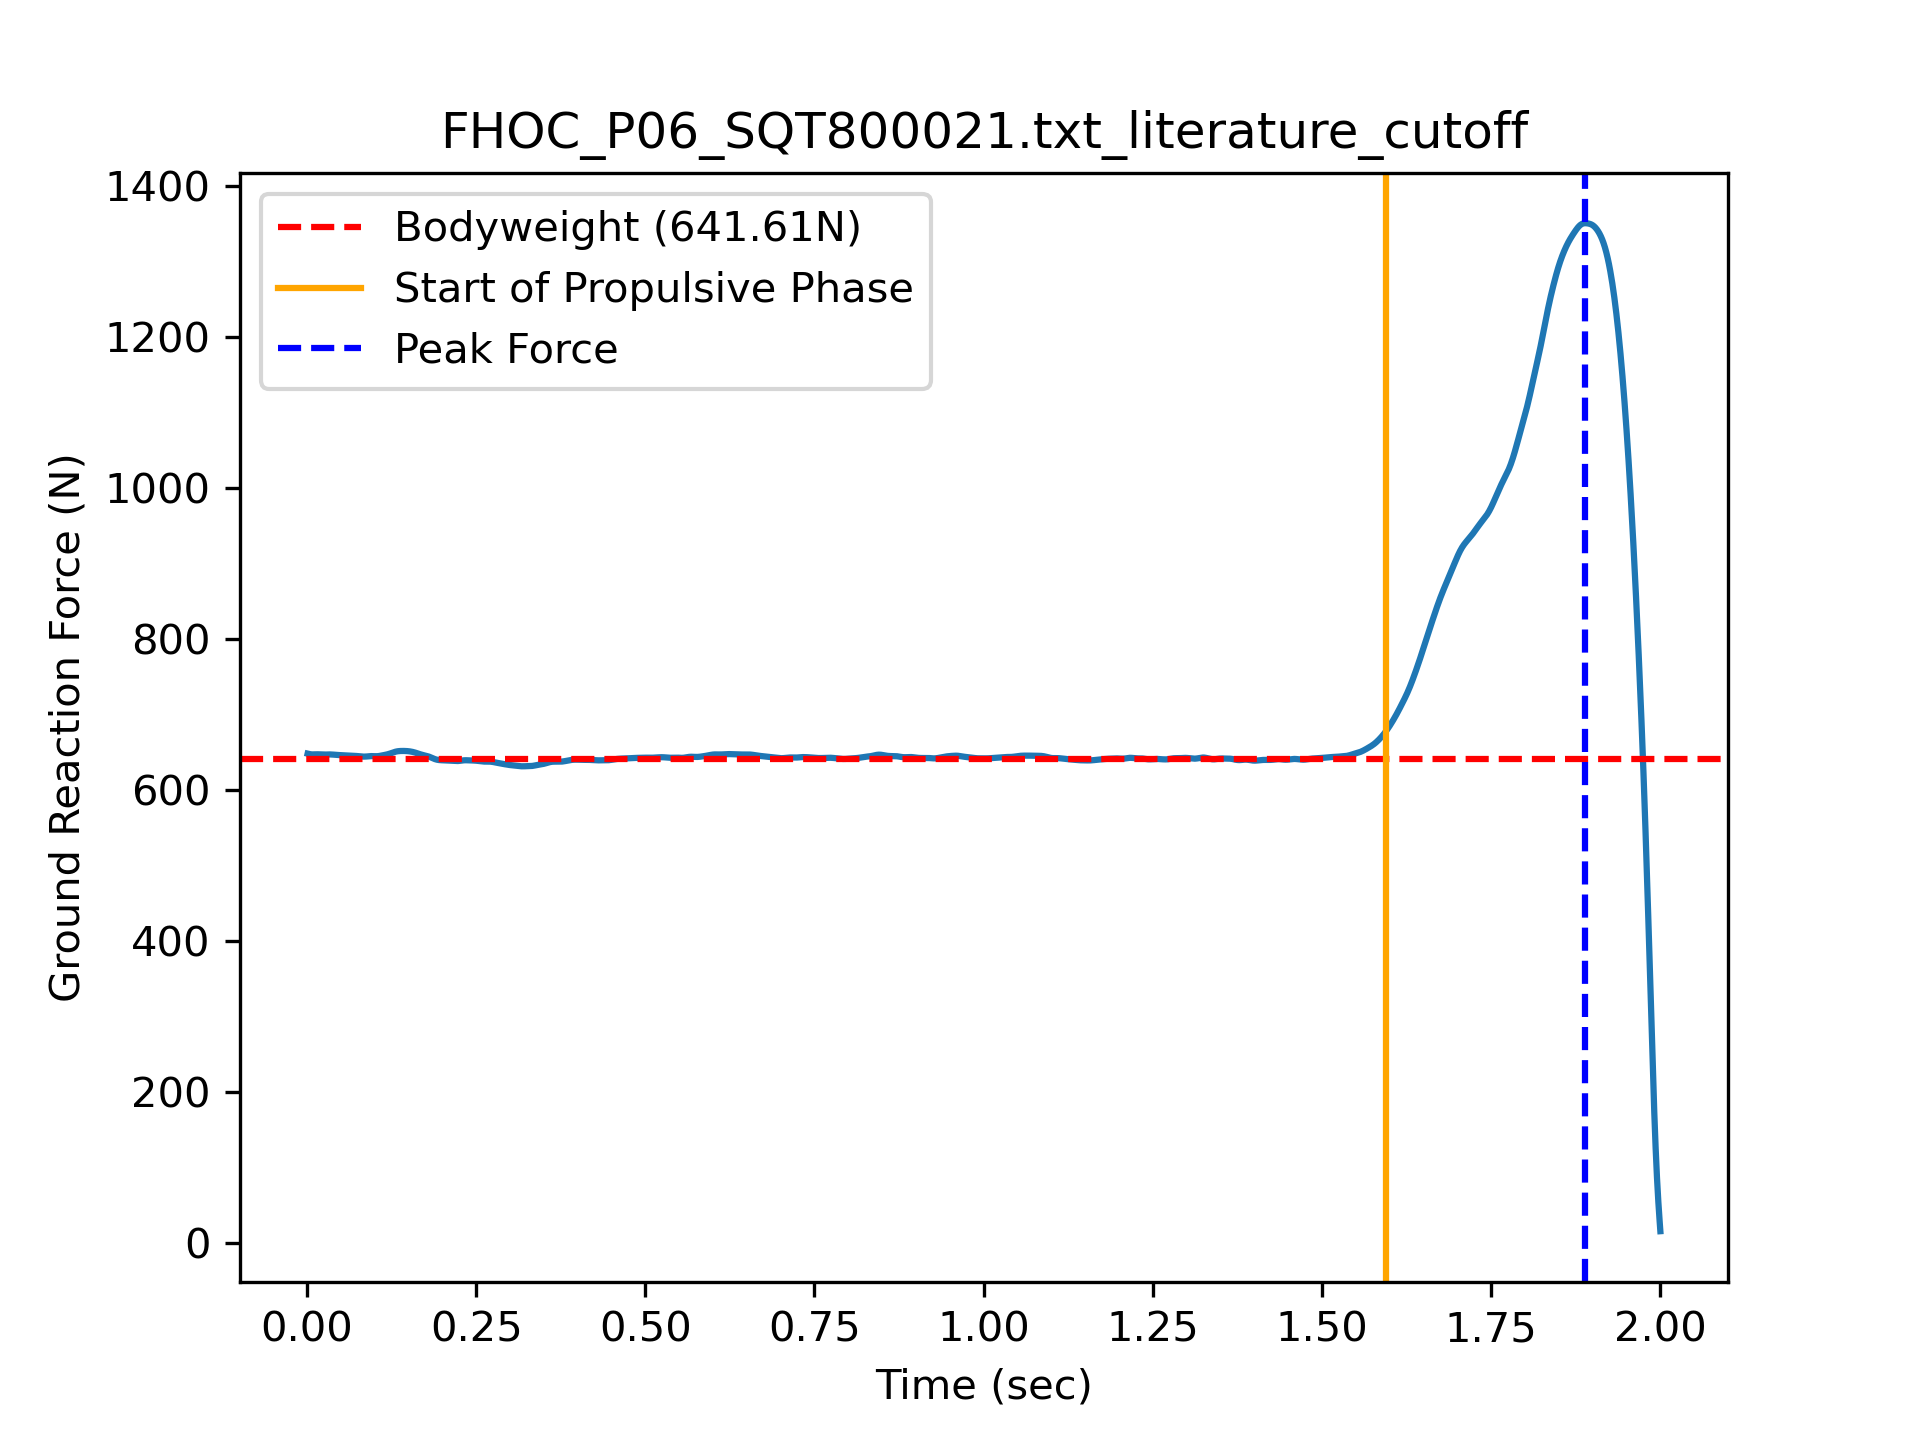 FHOC_P06_SQT800021.txt_literature_cutoff
1400
1200
1000
800
600
400
200
0
Ground Reaction Force (N)
Bodyweight (641.61N)
Start of Propulsive Phase
Peak Force
0.00 0.25 0.50 0.75 1.00 1.25 1.50 1.75 2.00
Time (sec)